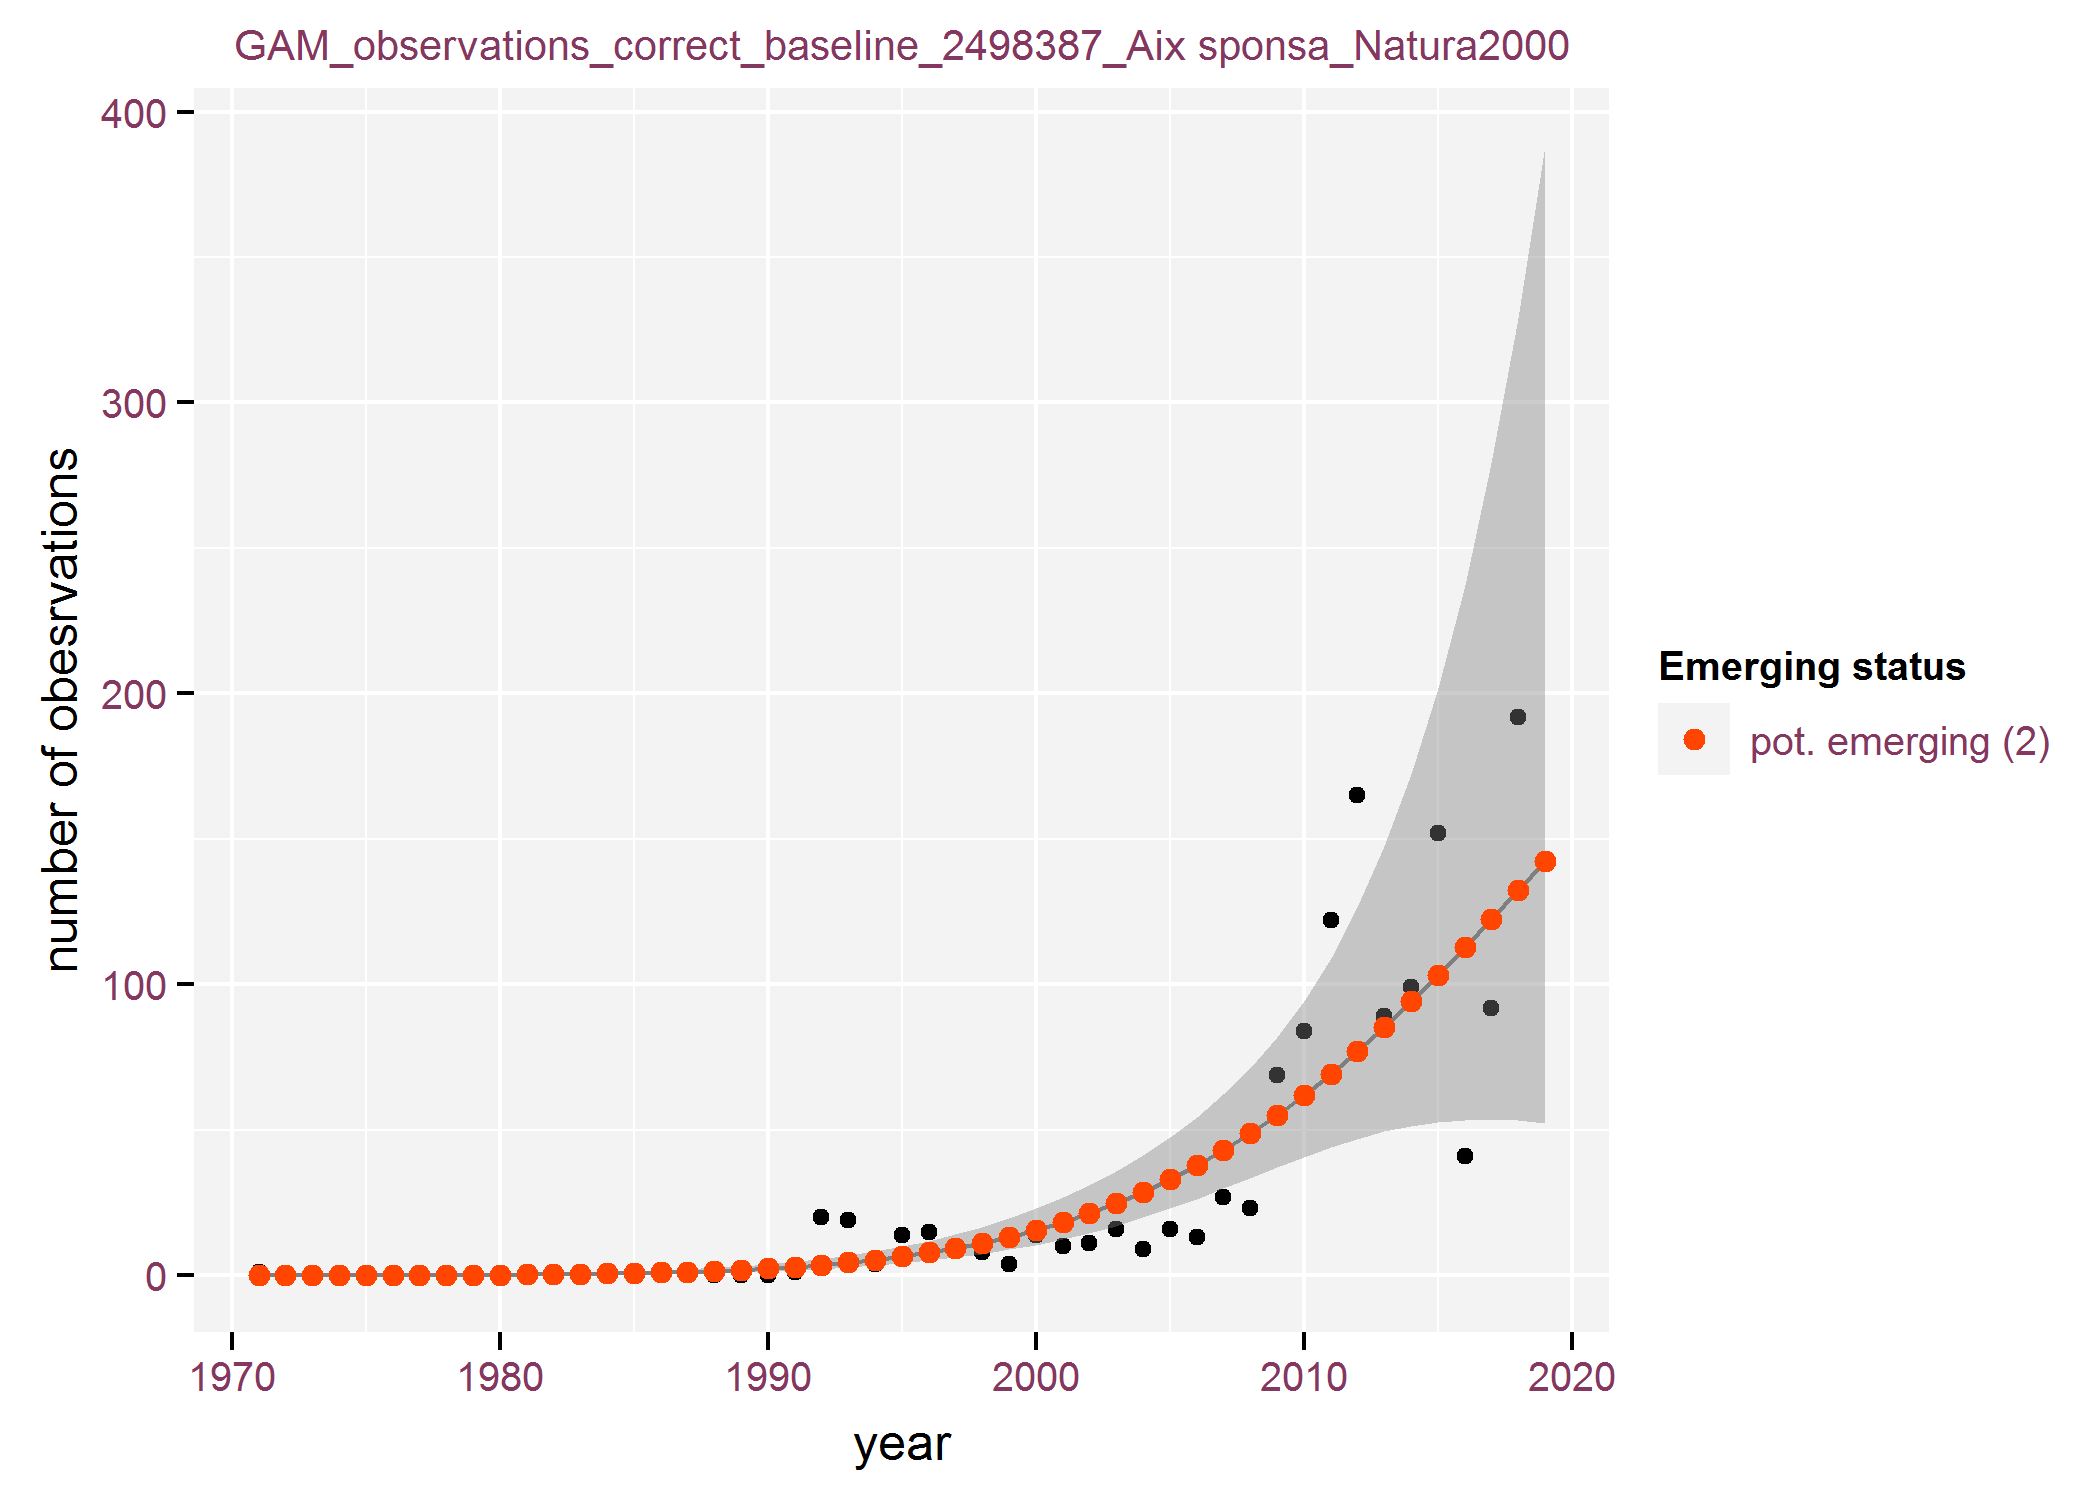 GAM_observations_correct_baseline_2498387_Aix sponsa_Natura2000
400
300
200
100
0
number of obesrvations
1970 1980 1990 2000 2010 2020
year
Emerging status
pot. emerging (2)